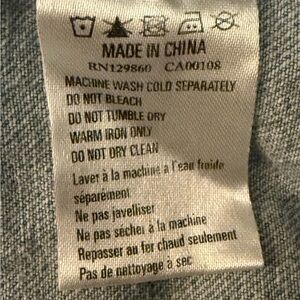 MADE IN CHINA
RN129860 CA00108
MACHINE WASH COLD SEPARATELY
DO NOT BLEACH
DO NOT TUMBLE DRY
WARM IRON ONLY
DO NOT DRY CLEAN
Laver à la machine a l'eau froide
séparément
Ne pas javelliser
Ne pas sécher à la machine
Repasser au fer chaud seulement
Pas de nettoyage à sec